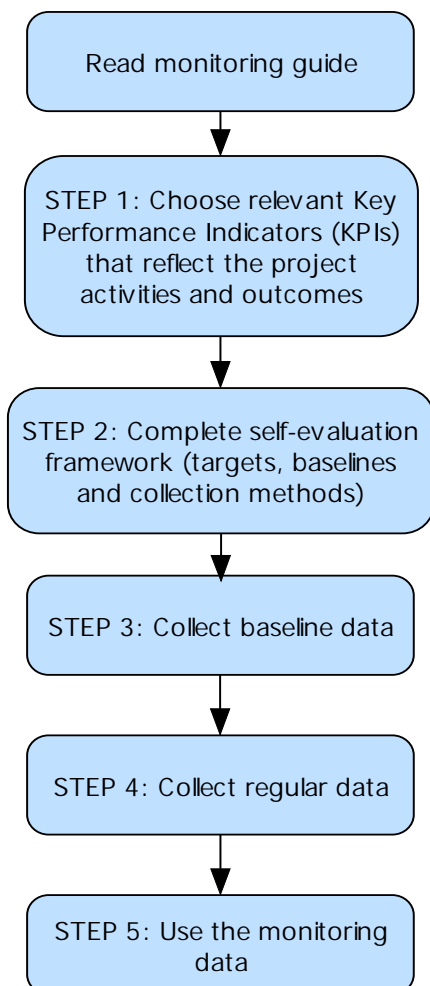 Read monitoring guide
STEP 1: Choose relevant Key
Performance Indicators (KPIs)
that reflect the project
activities and outcomes
STEP 2: Complete self-evaluation
framework (targets, baselines
and collection methods)
STEP 3: Collect baseline data
STEP 4: Collect regular data
STEP 5: Use the monitoring
data